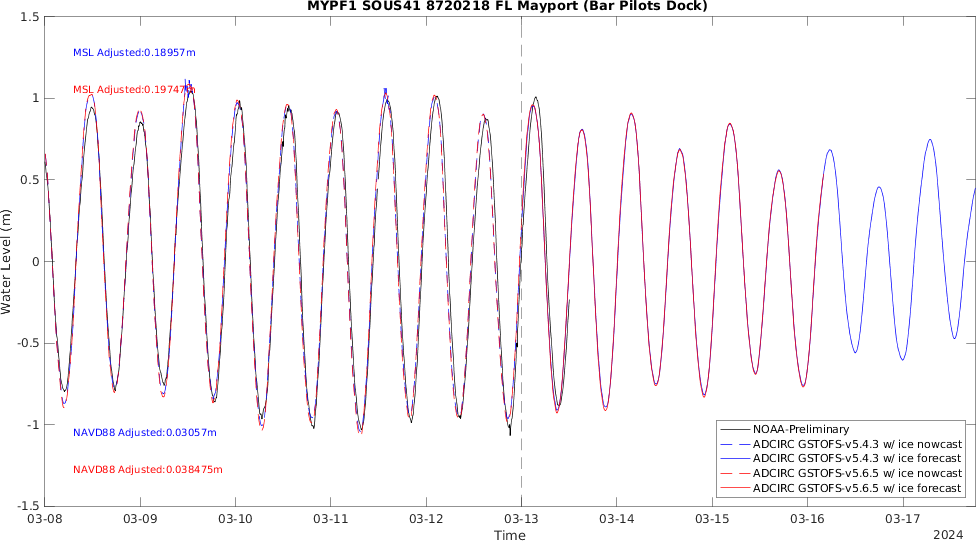 MYPF1 SOUS41 8720218 FL Mayport (Bar Pilots Dock)
1.5
1
0.5
0
-0.5
-1
-1.5
Water Level (m)
MSL Adjusted:0.18957m
MSL Adjusted:0.19747m
NAVD88 Adjusted:0.03057m
NAVD88 Adjusted:0.038475m
NOAA-Preliminary
ADCIRC GSTOFS-v5.4.3 w/ ice nowcast
ADCIRC GSTOFS-v5.4.3 w/ ice forecast
ADCIRC GSTOFS-v5.6.5 w/ ice nowcast
ADCIRC GSTOFS-v5.6.5 w/ ice forecast
03-08 03-09 03-10 03-11 03-12 03-13 03-14 03-15 03-16 03-17
Time
2024